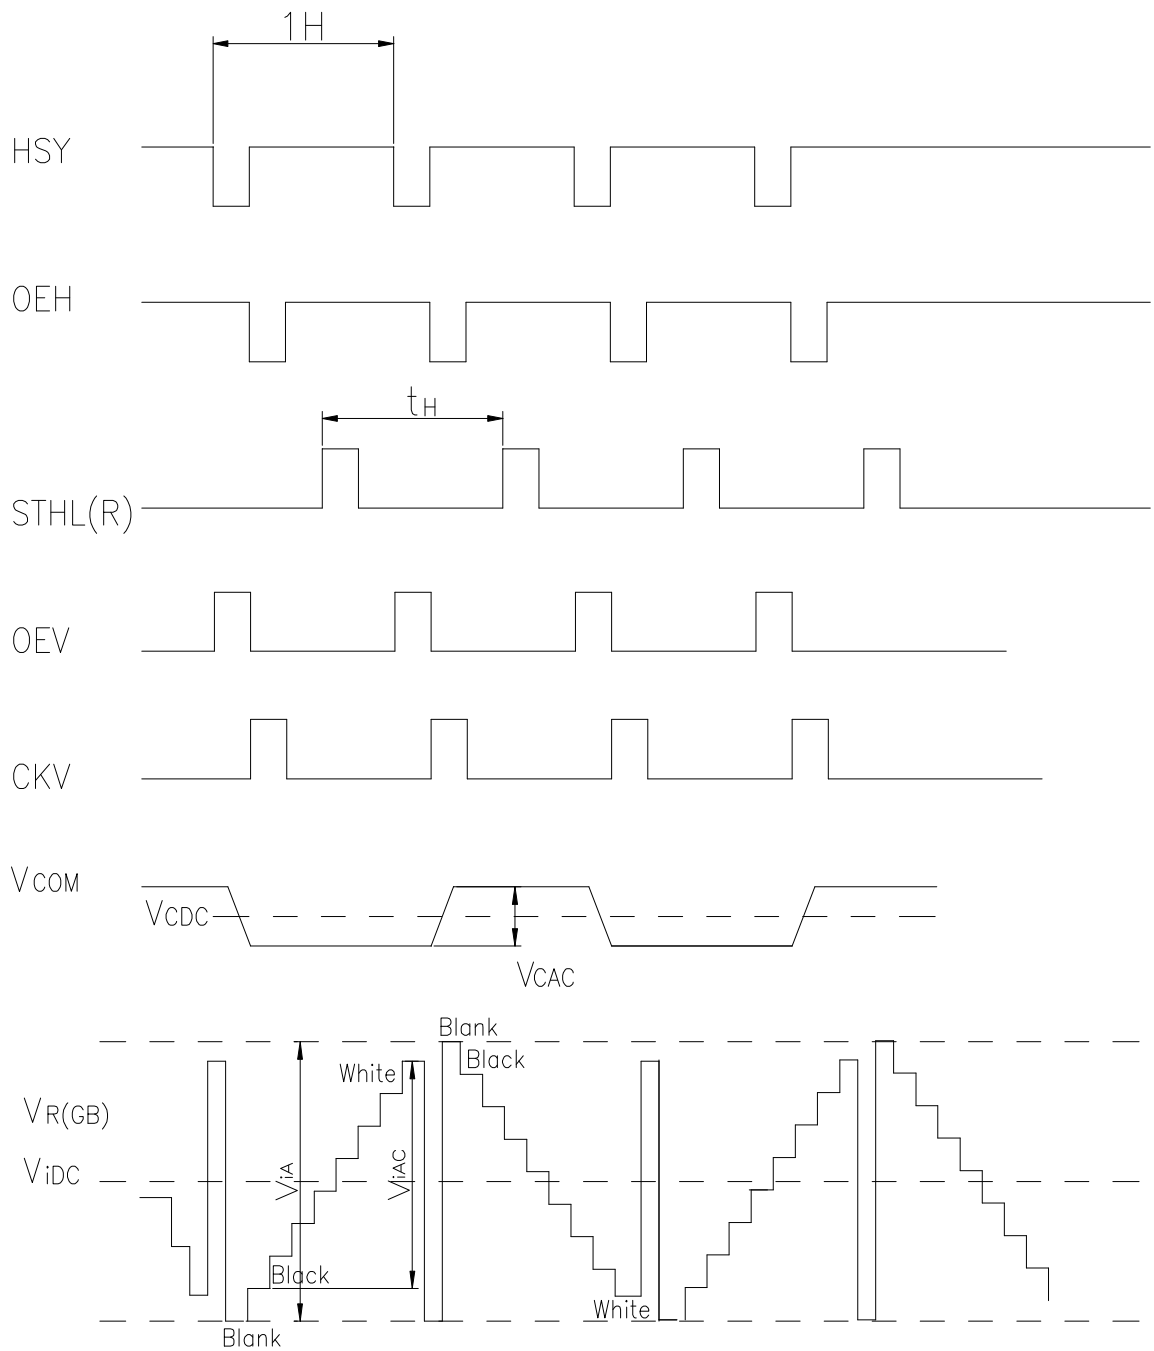 1H
HSY
OEH
tH
STHL(R)
OEV
CKV
VCOM
VCDC
VCAC
Blank
Black
White
VR(GB)
ViDC
ViA
ViAC
Black
White
Blank